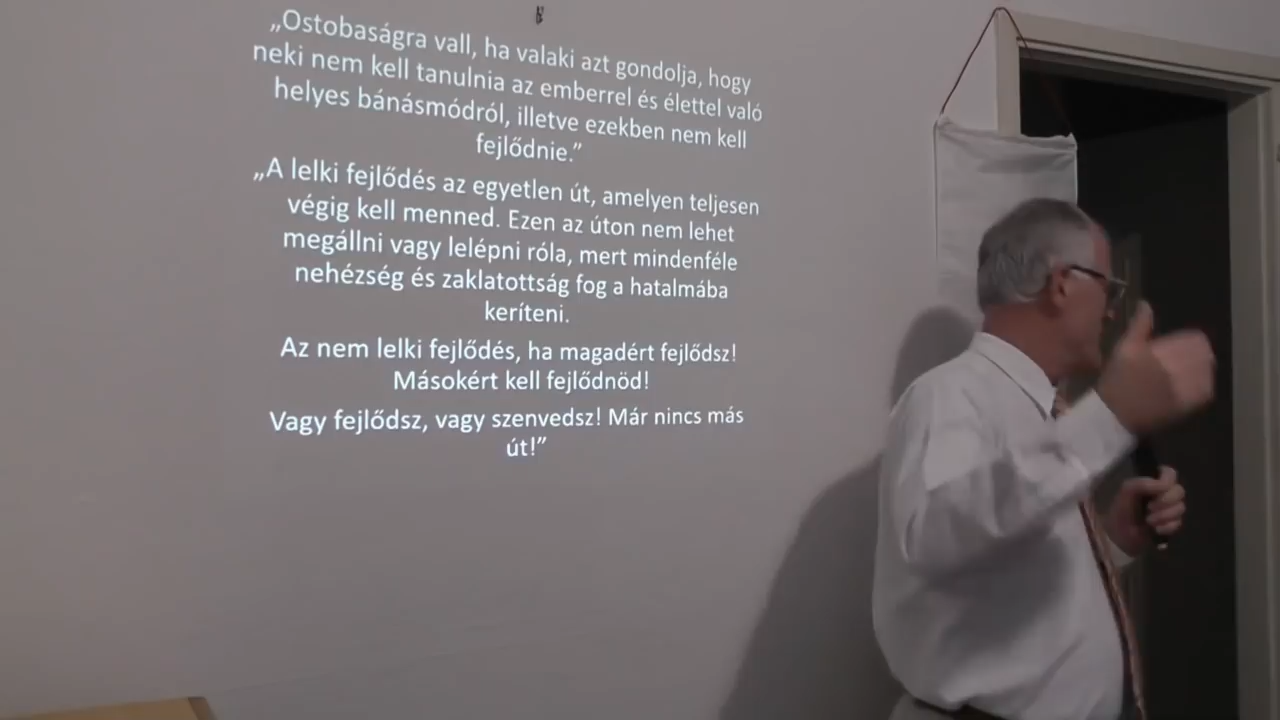 „Ostobaságra vall, ha valaki azt gondolja, hogy
neki nem kell tanulnia az emberrel és élettel való
helyes bánásmódról, illetve ezekben nem kell
fejlődnie.”
„A lelki fejlődés az egyetlen út, amelyen teljesen
végig kell menned. Ezen az úton nem lehet
megállni vagy lelépni róla, mert mindenféle
nehézség és zaklatottság fog a hatalmába
keríteni.
Az nem lelki fejlődés, ha magadért fejlődsz!
Másokért kell fejlődnöd!
Vagy fejlődsz, vagy szenvedsz! Már nincs más
út!”